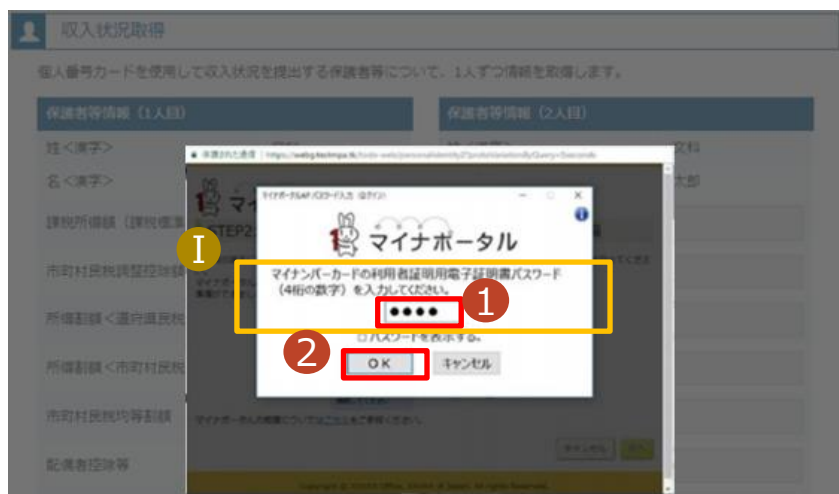 収入状況取得
個人番号カードを使用して収入状況を提出する保護者等について、1人ずつ情報を取得します。
保護者等情報（1人目）
保護者等情報（2人目）
姓<漢字>
文科
名<漢字>
太郎
課税所得額（課税標準
市町村民税調整控除額
所得割額<道府県民税
所得割額<市町村民税
市町村民税均等割額
配偶者控除等
STEP2
I
マイナポータル
マイナンバーカードの利用者証明用電子証明書パスワード
（4桁の数字）を入力してください。
●●●●
1
□パスワードを表示する。
2
OK
キャンセル